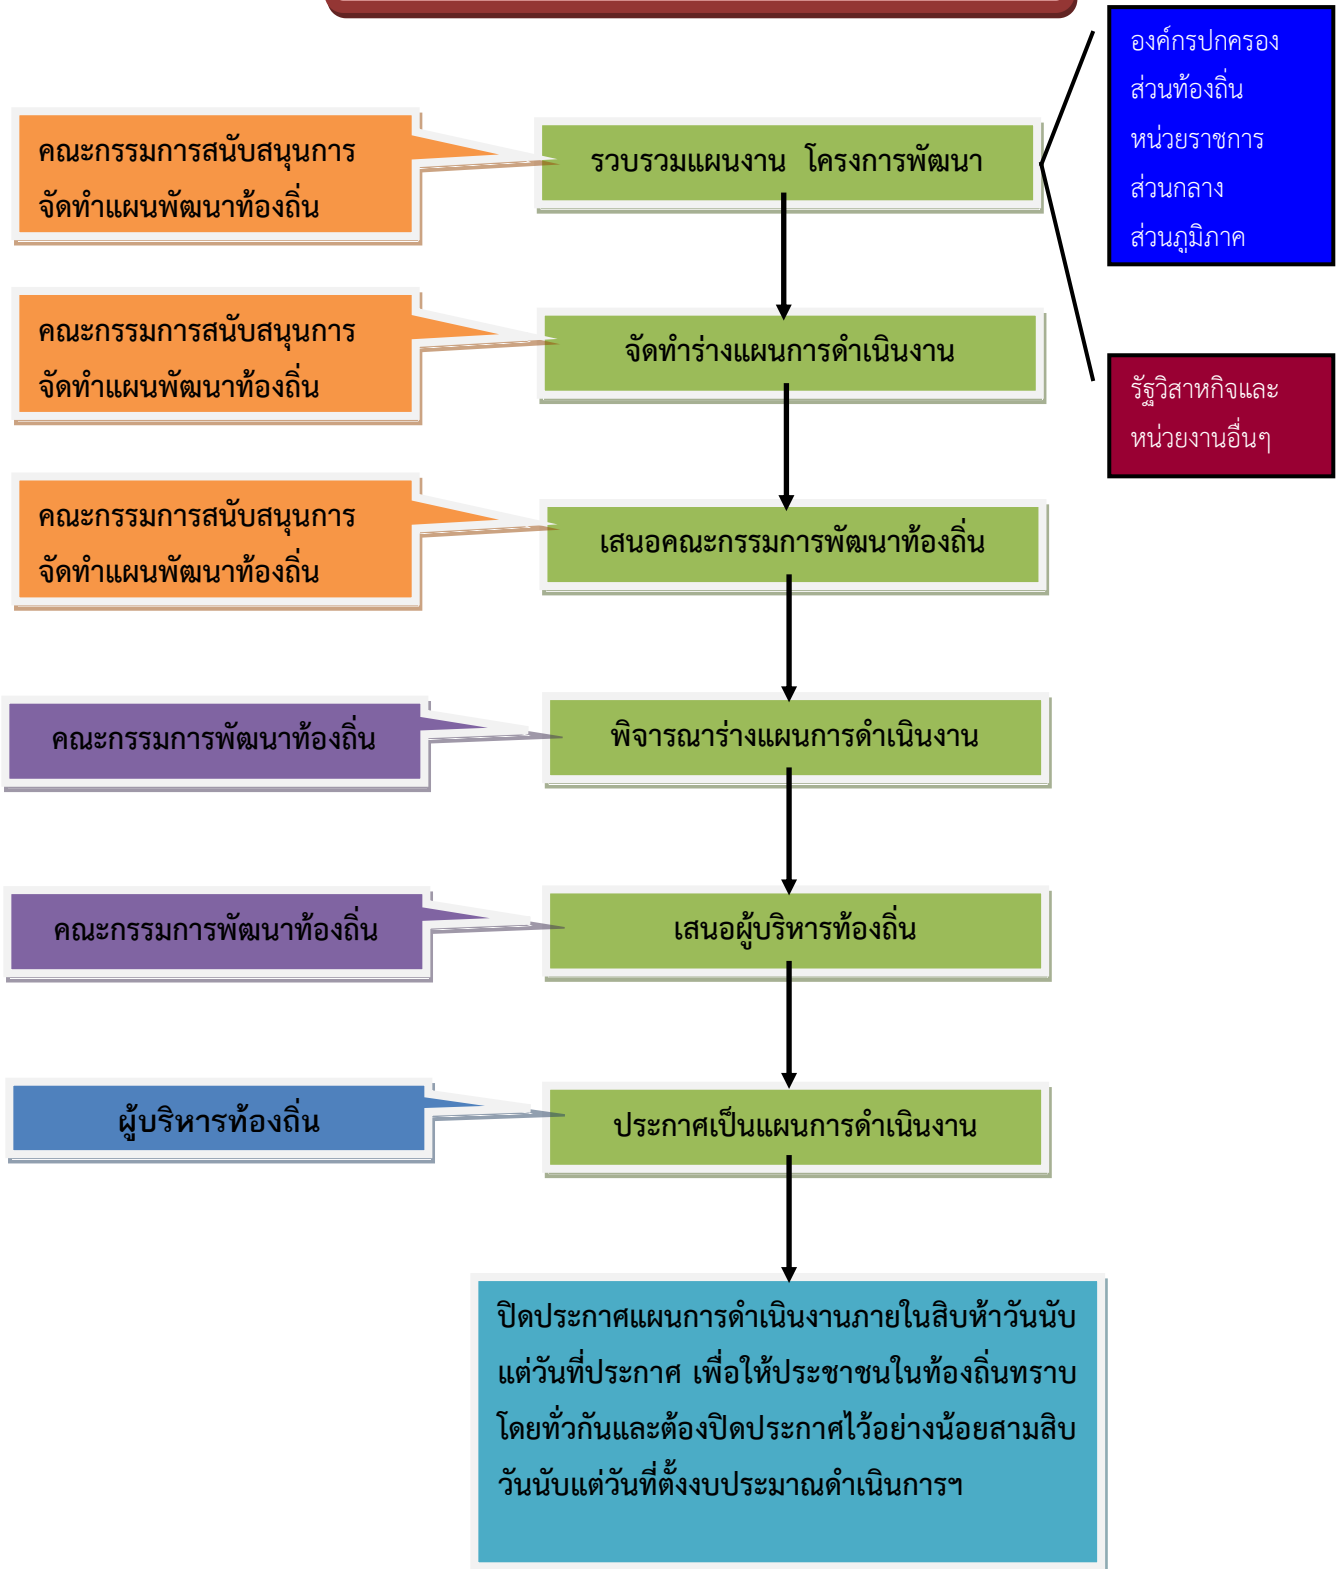 องค์กรปกครอง
ส่วนท้องถิ่น
หน่วยราชการ
ส่วนกลาง
ส่วนภูมิภาค
คณะกรรมการสนับสนุนการ
จัดทำแผนพัฒนาท้องถิ่น
รวบรวมแผนงาน โครงการพัฒนา
คณะกรรมการสนับสนุนการ
จัดทำแผนพัฒนาท้องถิ่น
จัดทำร่างแผนการดำเนินงาน
รัฐวิสาหกิจและ
หน่วยงานอื่นๆ
คณะกรรมการสนับสนุนการ
จัดทำแผนพัฒนาท้องถิ่น
เสนอคณะกรรมการพัฒนาท้องถิ่น
คณะกรรมการพัฒนาท้องถิ่น
พิจารณาร่างแผนการดำเนินงาน
คณะกรรมการพัฒนาท้องถิ่น
เสนอผู้บริหารท้องถิ่น
ผู้บริหารท้องถิ่น
ประกาศเป็นแผนการดำเนินงาน
ปิดประกาศแผนการดำเนินงานภายในสิบห้าวันนับ
แต่วันที่ประกาศ เพื่อให้ประชาชนในท้องถิ่นทราบ
โดยทั่วกันและต้องปิดประกาศไว้อย่างน้อยสามสิบ
วันนับแต่วันที่ตั้งงบประมาณดำเนินการฯ